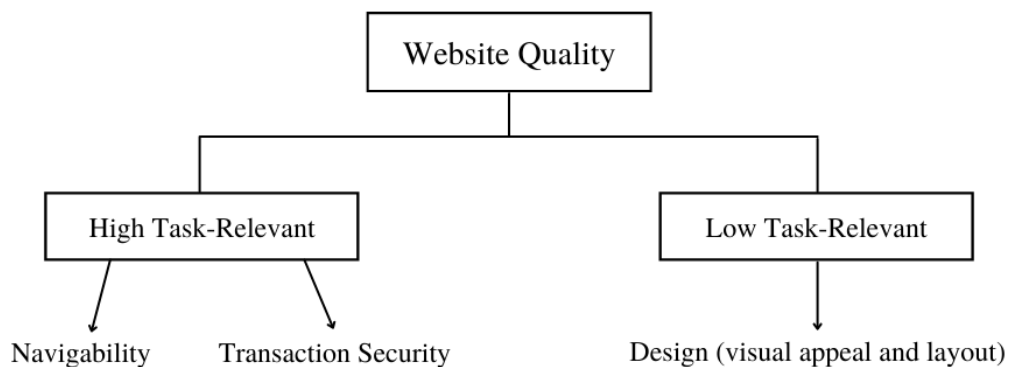 Website Quality
High Task-Relevant
Low Task-Relevant
Navigability
Transaction Security
Design (visual appeal and layout)